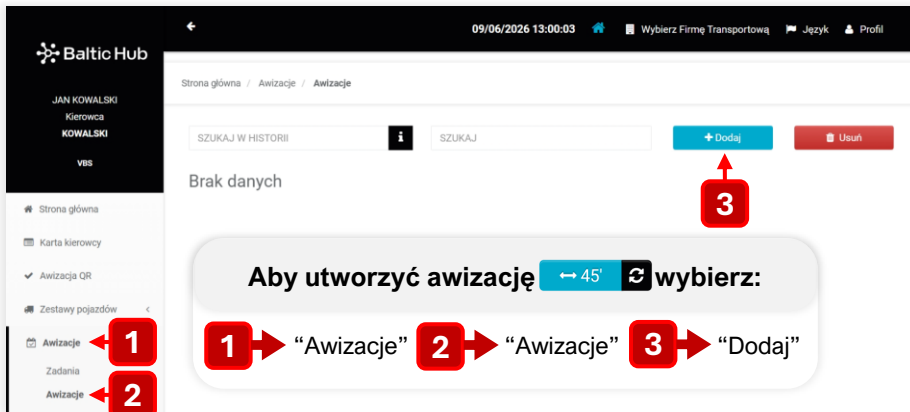 Baltic Hub
JAN KOWALSKI
Kierowca
KOWALSKI
VBS
Strona główna
Karta kierowcy
Awizacja QR
Zestawy pojazdów
Awizacje
1
Zadania
Awizacje
2
09/06/2026 13:00:03 Wybierz Firmę Transportową Język Profil
Strona główna / Awizacje / Awizacje
SZUKAJ W HISTORII i SZUKAJ + Dodaj Usuń
Brak danych
3
Aby utworzyć awizację ↔ 45' wybierz:
1 “Awizacje” 2 “Awizacje” 3 “Dodaj”